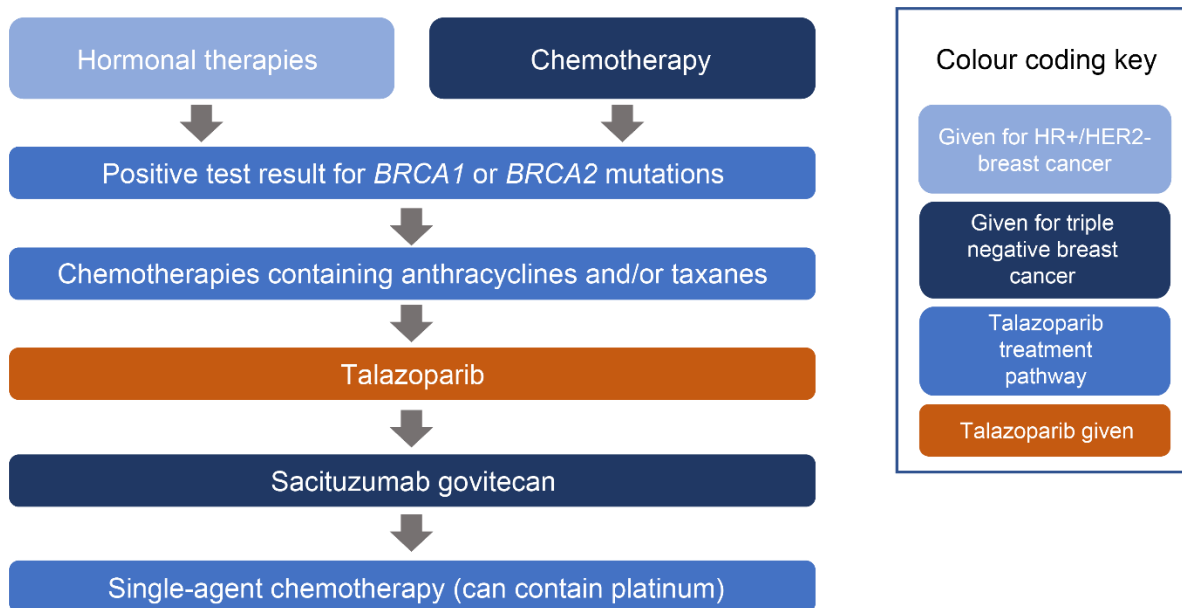 Hormonal therapies
Chemotherapy
Positive test result for BRCA1 or BRCA2 mutations
Chemotherapies containing anthracyclines and/or taxanes
Talazoparib
Sacituzumab govitecan
Single-agent chemotherapy (can contain platinum)
Colour coding key
Given for HR+/HER2-
breast cancer
Given for triple
negative breast
cancer
Talazoparib
treatment
pathway
Talazoparib given